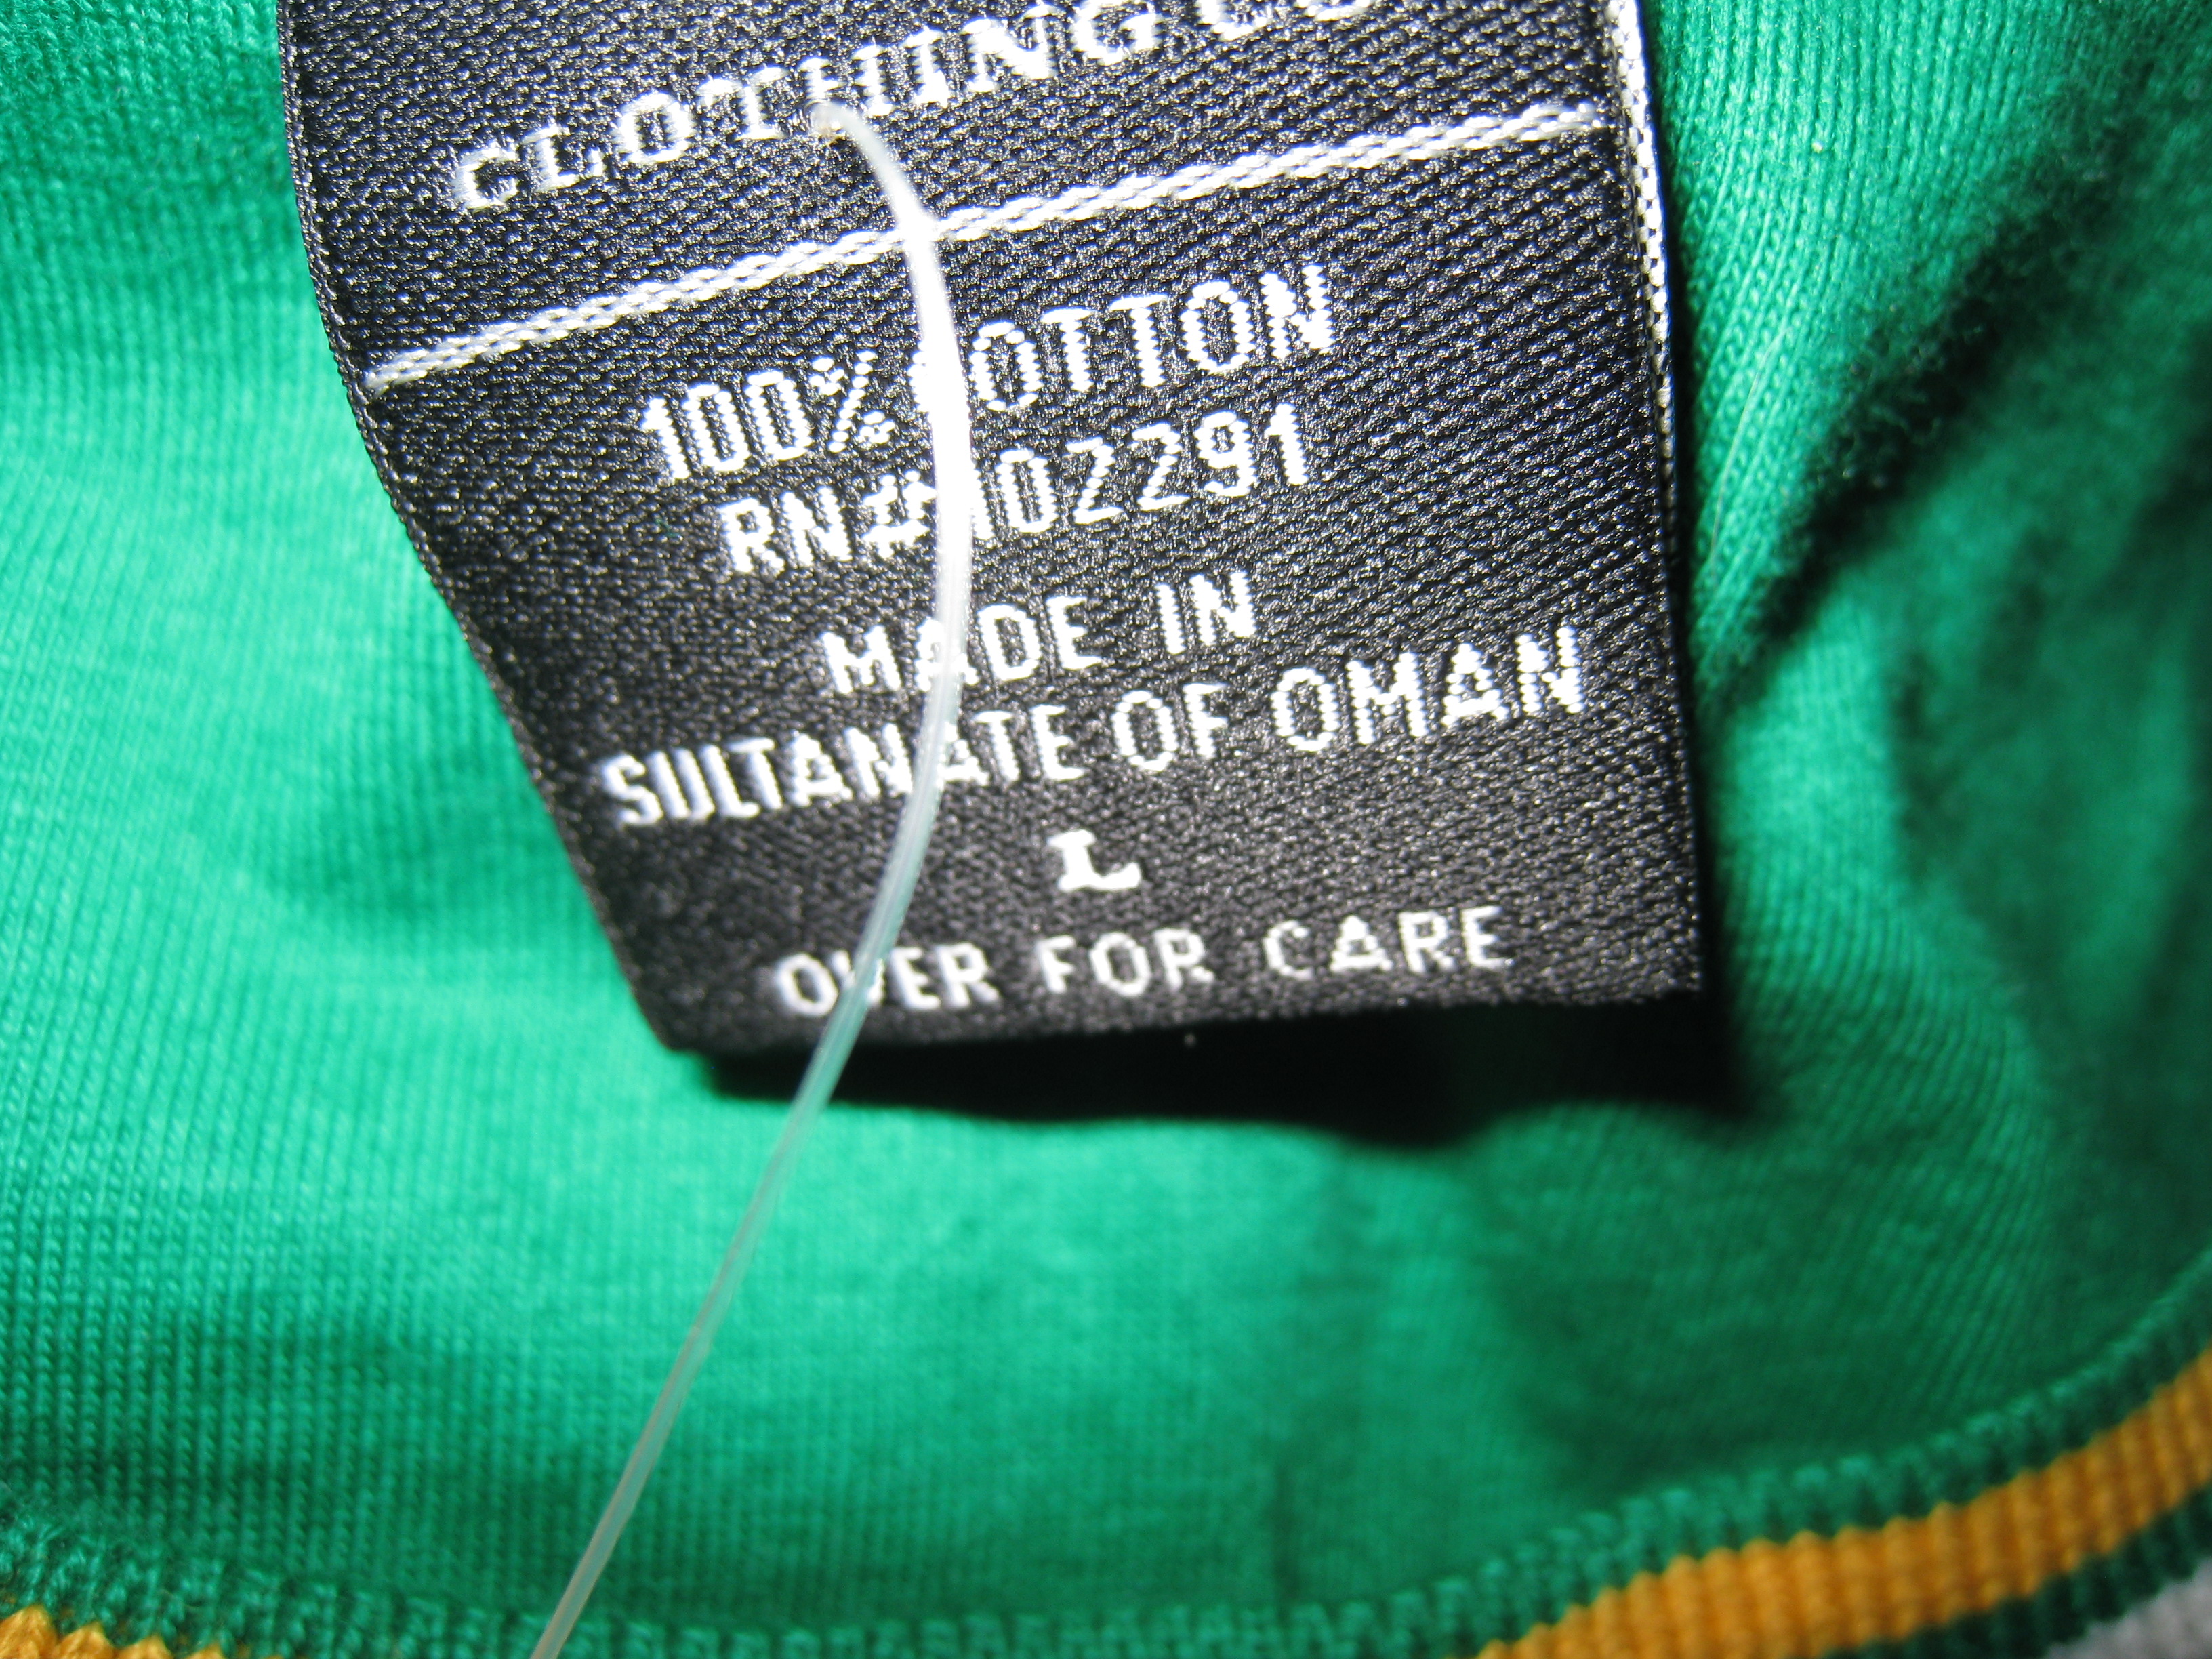 CLOTHING CO
100% COTTON
RN# 102291
MADE IN
SULTANATE OF OMAN
L
OVER FOR CARE